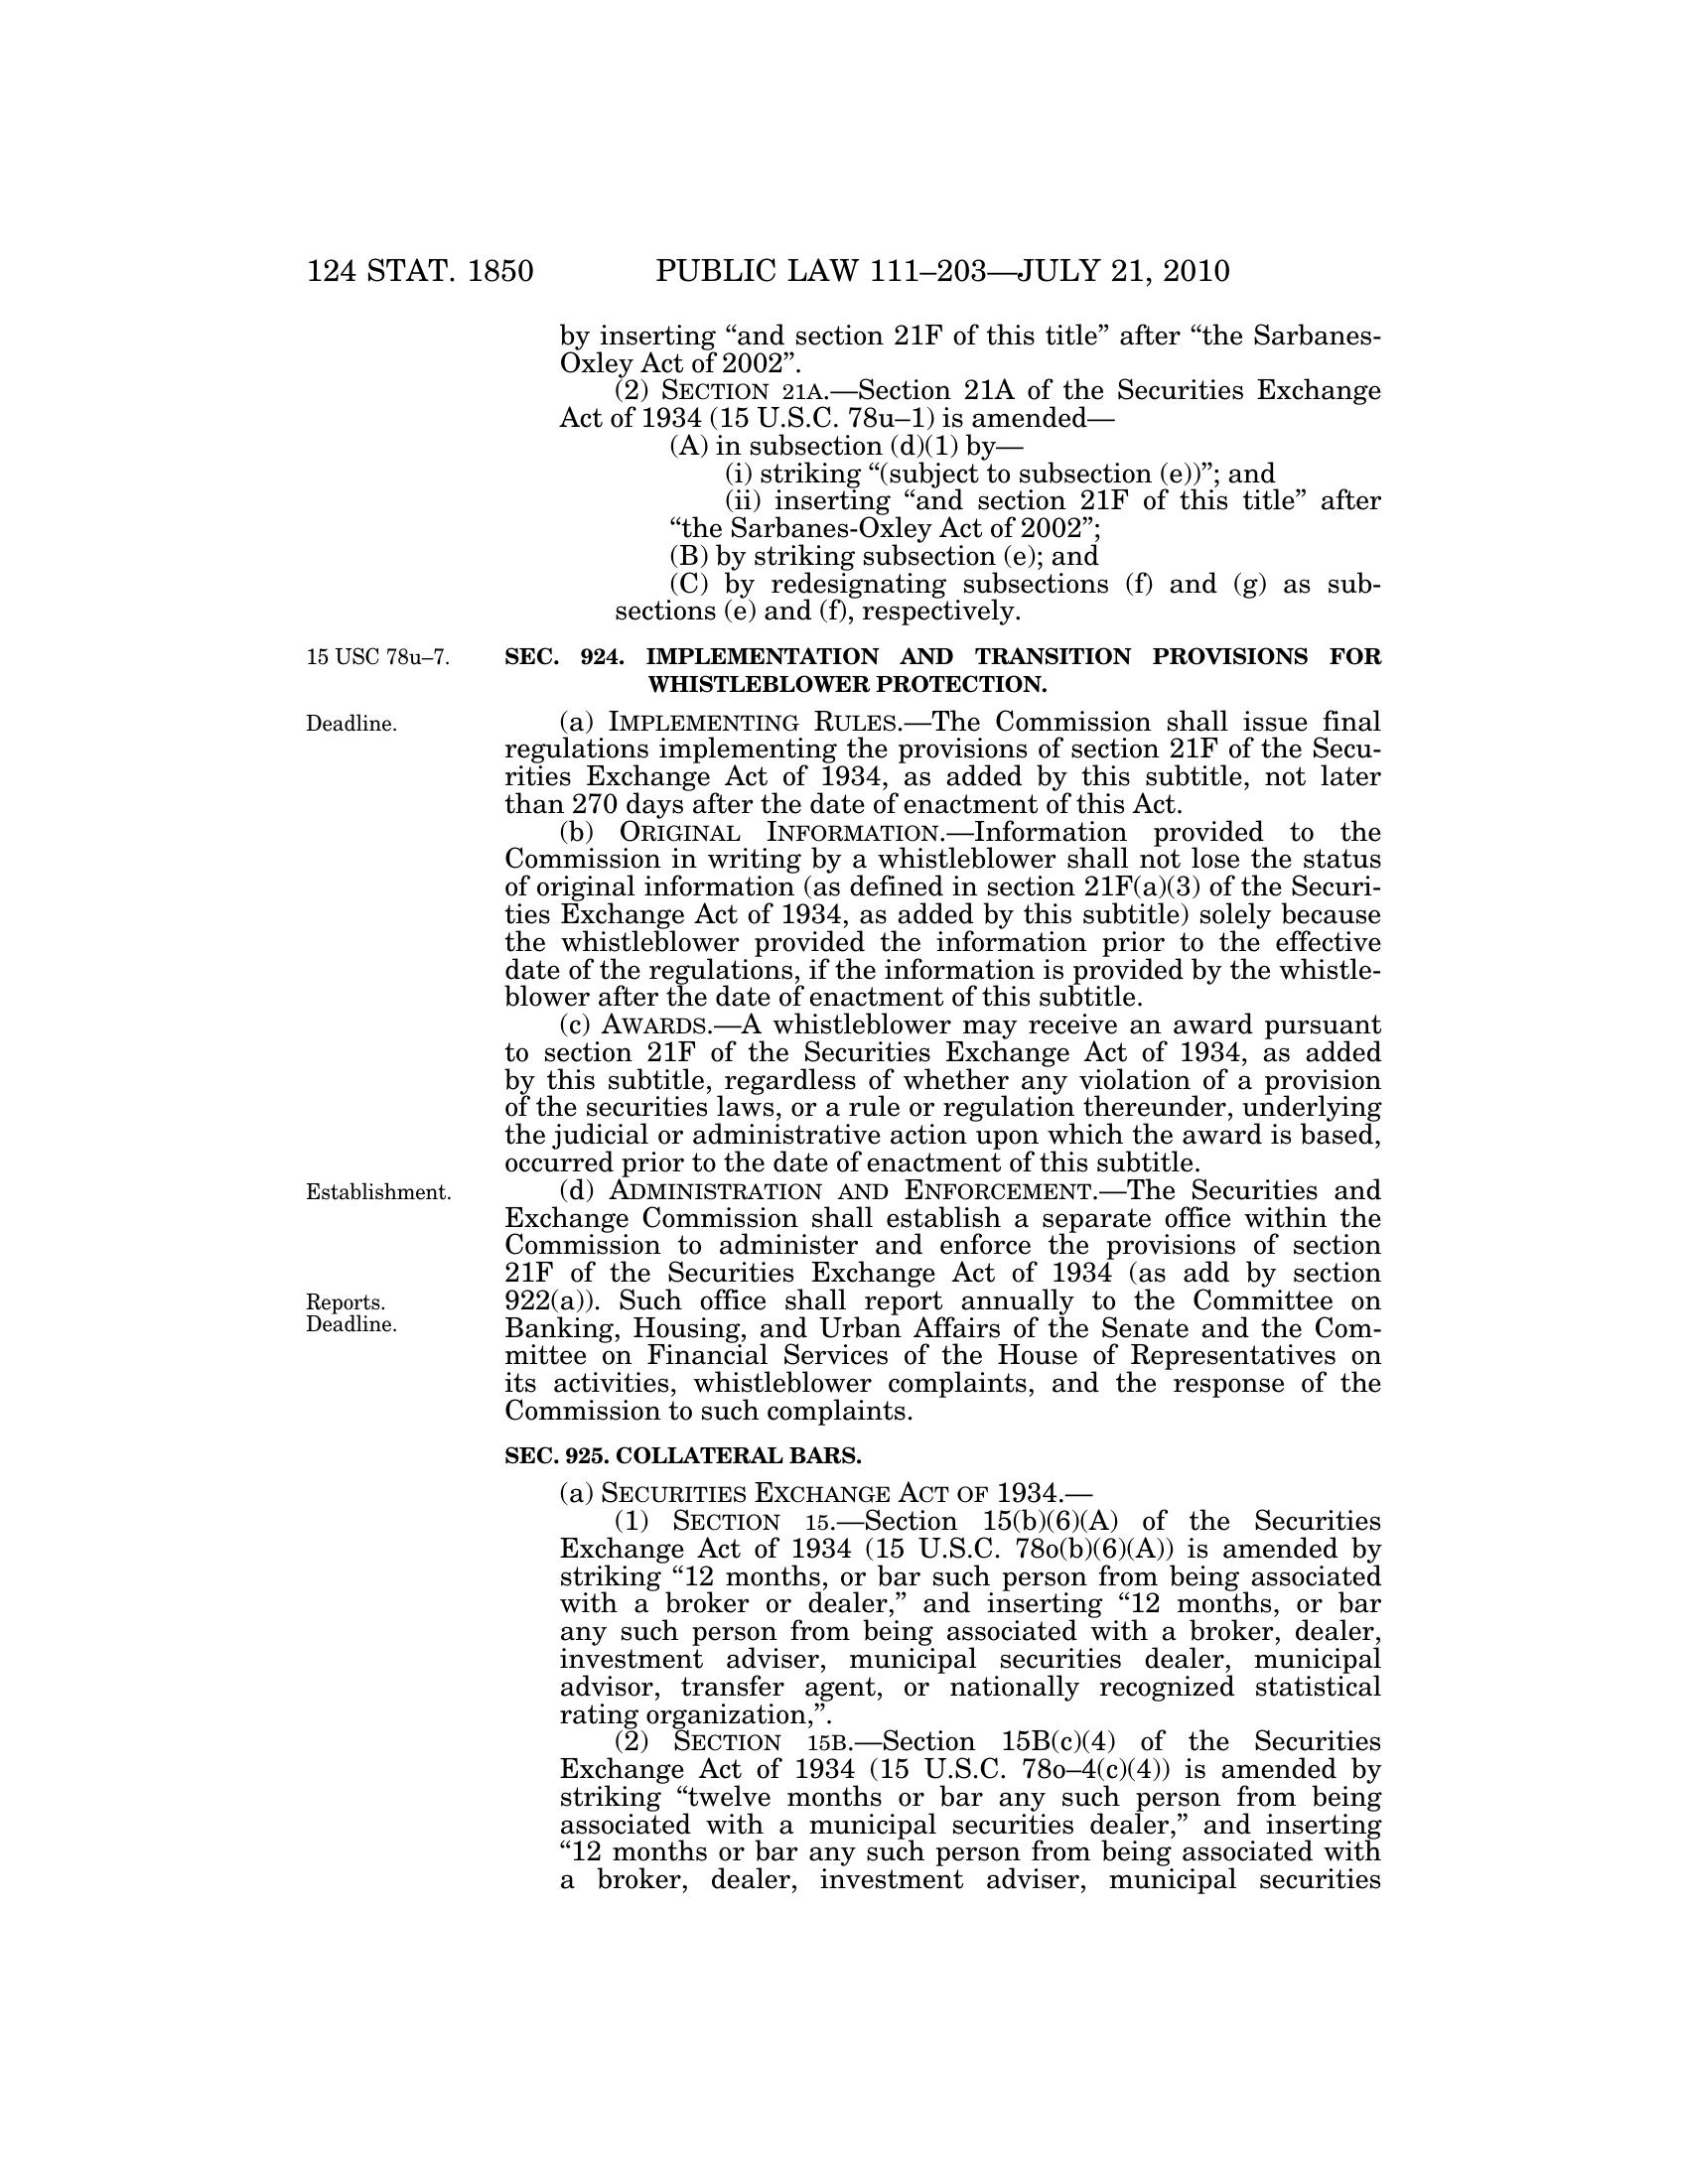 124 STAT. 1850 PUBLIC LAW 111–203—JULY 21, 2010
by inserting “and section 21F of this title” after “the Sarbanes-
Oxley Act of 2002”.
(2) SECTION 21A.—Section 21A of the Securities Exchange
Act of 1934 (15 U.S.C. 78u–1) is amended—
(A) in subsection (d)(1) by—
(i) striking “(subject to subsection (e))”; and
(ii) inserting “and section 21F of this title” after
“the Sarbanes-Oxley Act of 2002”;
(B) by striking subsection (e); and
(C) by redesignating subsections (f) and (g) as sub-
sections (e) and (f), respectively.
15 USC 78u–7.
SEC. 924. IMPLEMENTATION AND TRANSITION PROVISIONS FOR
WHISTLEBLOWER PROTECTION.
Deadline.
(a) IMPLEMENTING RULES.—The Commission shall issue final
regulations implementing the provisions of section 21F of the Secu-
rities Exchange Act of 1934, as added by this subtitle, not later
than 270 days after the date of enactment of this Act.
(b) ORIGINAL INFORMATION.—Information provided to the
Commission in writing by a whistleblower shall not lose the status
of original information (as defined in section 21F(a)(3) of the Securi-
ties Exchange Act of 1934, as added by this subtitle) solely because
the whistleblower provided the information prior to the effective
date of the regulations, if the information is provided by the whistle-
blower after the date of enactment of this subtitle.
(c) AWARDS.—A whistleblower may receive an award pursuant
to section 21F of the Securities Exchange Act of 1934, as added
by this subtitle, regardless of whether any violation of a provision
of the securities laws, or a rule or regulation thereunder, underlying
the judicial or administrative action upon which the award is based,
occurred prior to the date of enactment of this subtitle.
Establishment.
(d) ADMINISTRATION AND ENFORCEMENT.—The Securities and
Exchange Commission shall establish a separate office within the
Commission to administer and enforce the provisions of section
21F of the Securities Exchange Act of 1934 (as add by section
Reports.
Deadline.
922(a)). Such office shall report annually to the Committee on
Banking, Housing, and Urban Affairs of the Senate and the Com-
mittee on Financial Services of the House of Representatives on
its activities, whistleblower complaints, and the response of the
Commission to such complaints.
SEC. 925. COLLATERAL BARS.
(a) SECURITIES EXCHANGE ACT OF 1934.—
(1) SECTION 15.—Section 15(b)(6)(A) of the Securities
Exchange Act of 1934 (15 U.S.C. 78o(b)(6)(A)) is amended by
striking “12 months, or bar such person from being associated
with a broker or dealer,” and inserting “12 months, or bar
any such person from being associated with a broker, dealer,
investment adviser, municipal securities dealer, municipal
advisor, transfer agent, or nationally recognized statistical
rating organization,”.
(2) SECTION 15B.—Section 15B(c)(4) of the Securities
Exchange Act of 1934 (15 U.S.C. 78o–4(c)(4)) is amended by
striking “twelve months or bar any such person from being
associated with a municipal securities dealer,” and inserting
“12 months or bar any such person from being associated with
a broker, dealer, investment adviser, municipal securities